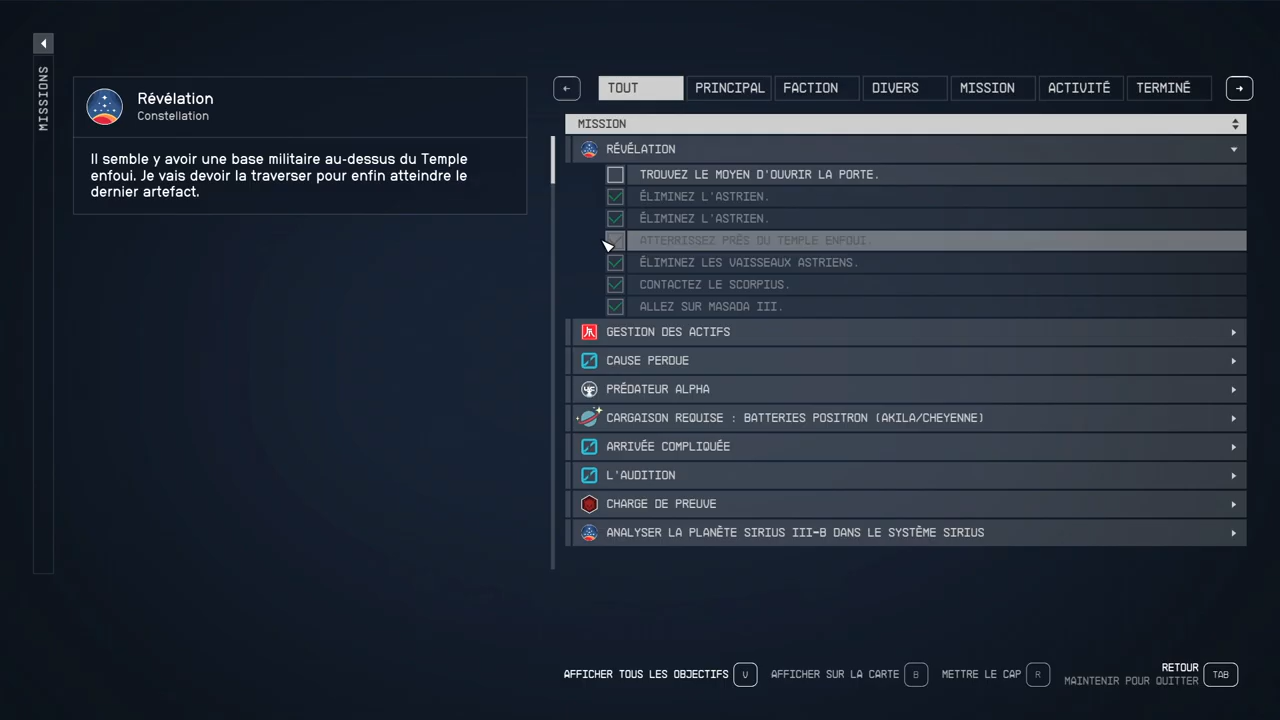 MISSIONS
Révélation
Constellation
Il semble y avoir une base militaire au-dessus du Temple
enfoui. Je vais devoir la traverser pour enfin atteindre le
dernier artefact.
TOUT
PRINCIPAL
FACTION
DIVERS
MISSION
ACTIVITÉ
TERMINÉ
MISSION
RÉVÉLATION
TROUVEZ LE MOYEN D'OUVRIR LA PORTE.
ÉLIMINEZ L'ASTRIEN.
ÉLIMINEZ L'ASTRIEN.
ATTERRISSEZ PRÈS DU TEMPLE ENFOUI.
ÉLIMINEZ LES VAISSEAUX ASTRIENS.
CONTACTEZ LE SCORPIUS.
ALLEZ SUR MASADA III.
GESTION DES ACTIFS
CAUSE PERDUE
PRÉDATEUR ALPHA
CARGAISON REQUISE : BATTERIES POSITRON (AKILA/CHEYENNE)
ARRIVÉE COMPLIQUÉE
L'AUDITION
CHARGE DE PREUVE
ANALYSER LA PLANÈTE SIRIUS III-B DANS LE SYSTÈME SIRIUS
AFFICHER TOUS LES OBJECTIFS V
AFFICHER SUR LA CARTE B
METTRE LE CAP R
RETOUR
MAINTENIR POUR QUITTER
TAB